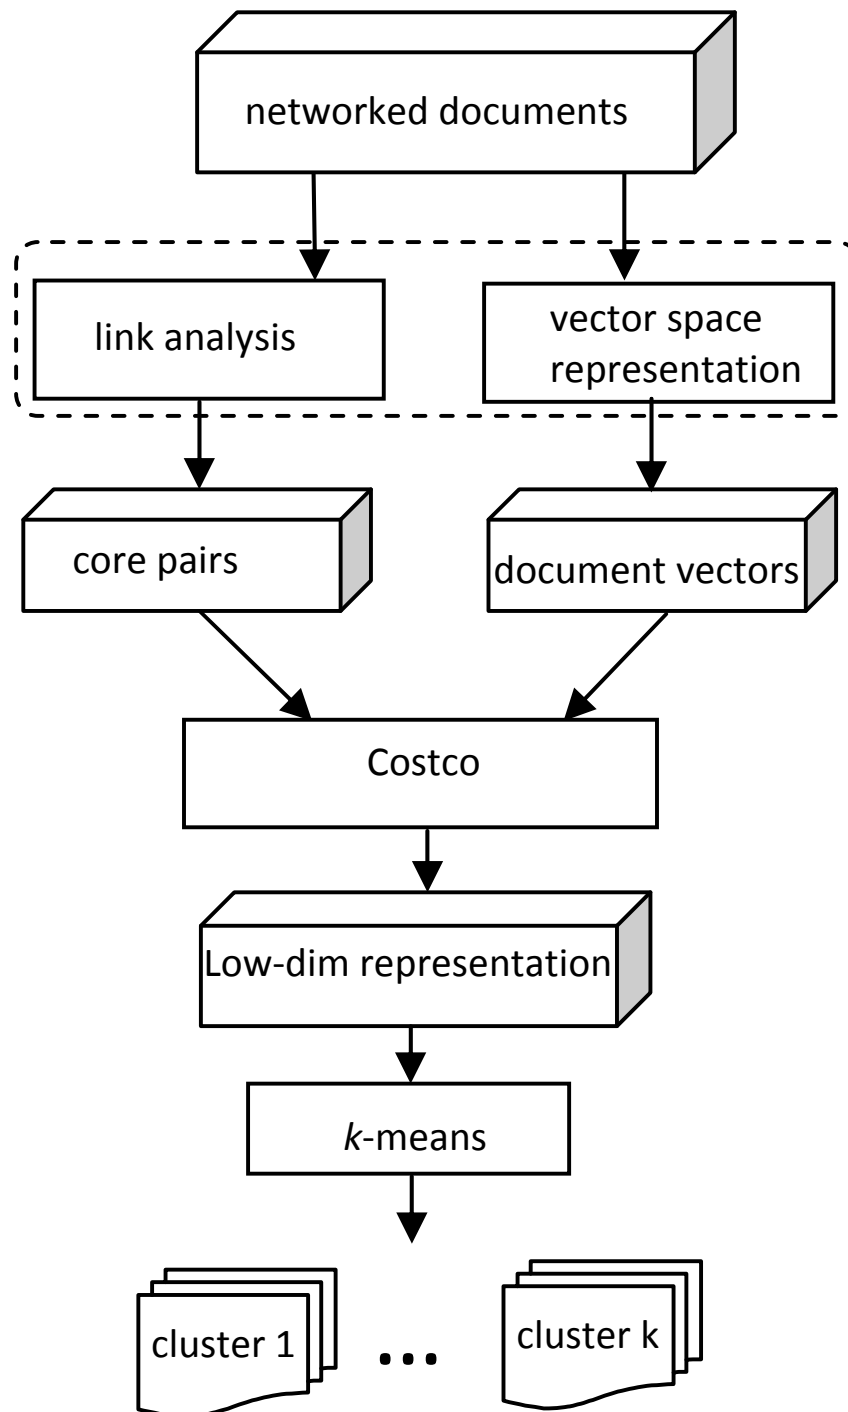 networked documents
link analysis
vector space
representation
core pairs
document vectors
Costco
Low-dim representation
k-means
cluster 1
...
cluster k